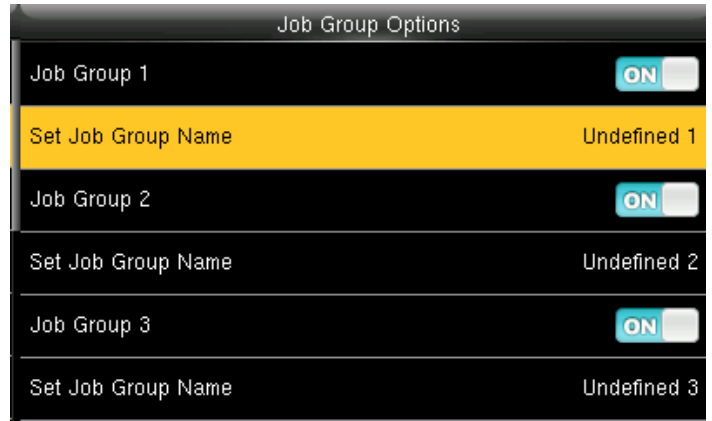 Job Group Options
Job Group 1 ON
Set Job Group Name Undefined 1
Job Group 2 ON
Set Job Group Name Undefined 2
Job Group 3 ON
Set Job Group Name Undefined 3